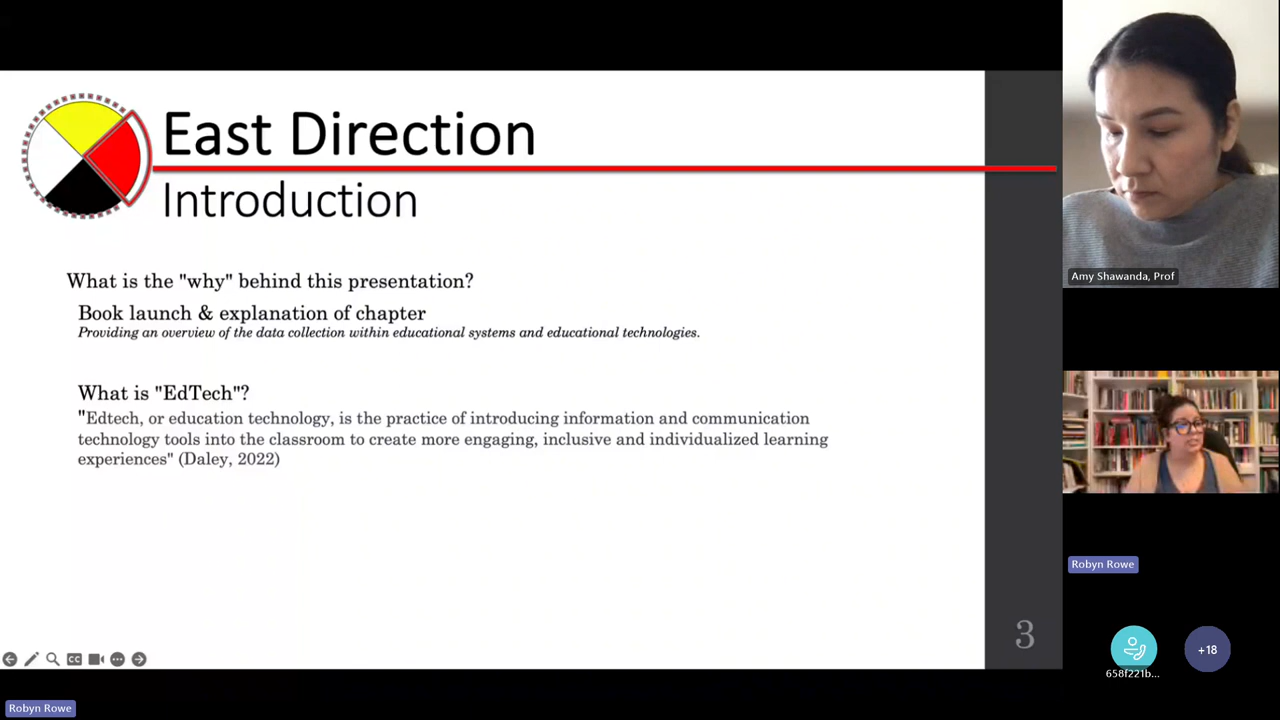 East Direction
Introduction
What is the "why" behind this presentation?
Book launch & explanation of chapter
Providing an overview of the data collection within educational systems and educational technologies.
What is "EdTech"?
"Edtech, or education technology, is the practice of introducing information and communication
technology tools into the classroom to create more engaging, inclusive and individualized learning
experiences" (Daley, 2022)
3
CC
Robyn Rowe
Amy Shawanda, Prof
Robyn Rowe
658f221b...
+18